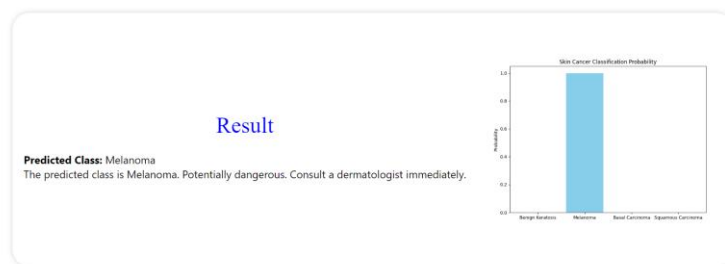 Result
Predicted Class: Melanoma
The predicted class is Melanoma. Potentially dangerous. Consult a dermatologist immediately.
Skin Cancer Classification Probability
Probability
1.0
0.8
0.6
0.4
0.2
0.0
Benign Keratosis Melanoma Basal Carcinoma Squamous Carcinoma